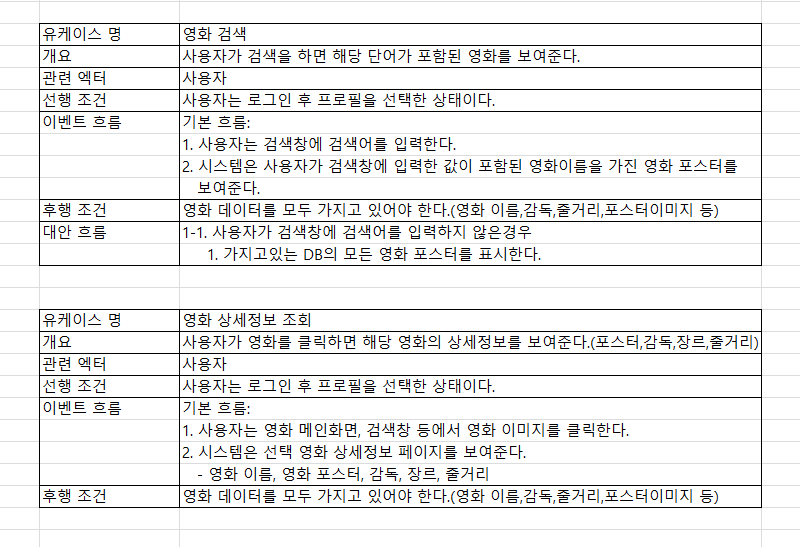 유케이스 명 영화 검색
개요 사용자가 검색을 하면 해당 단어가 포함된 영화를 보여준다.
관련 엑터 사용자
선행 조건 사용자는 로그인 후 프로필을 선택한 상태이다.
이벤트 흐름 기본 흐름:
1. 사용자는 검색창에 검색어를 입력한다.
2. 시스템은 사용자가 검색창에 입력한 값이 포함된 영화이름을 가진 영화 포스터를
보여준다.
후행 조건 영화 데이터를 모두 가지고 있어야 한다.(영화 이름,감독,줄거리,포스터이미지 등)
대안 흐름 1-1. 사용자가 검색창에 검색어를 입력하지 않은경우
1. 가지고있는 DB의 모든 영화 포스터를 표시한다.
유케이스 명 영화 상세정보 조회
개요 사용자가 영화를 클릭하면 해당 영화의 상세정보를 보여준다.(포스터,감독,장르,줄거리)
관련 엑터 사용자
선행 조건 사용자는 로그인 후 프로필을 선택한 상태이다.
이벤트 흐름 기본 흐름:
1. 사용자는 영화 메인화면, 검색창 등에서 영화 이미지를 클릭한다.
2. 시스템은 선택 영화 상세정보 페이지를 보여준다.
- 영화 이름, 영화 포스터, 감독, 장르, 줄거리
후행 조건 영화 데이터를 모두 가지고 있어야 한다.(영화 이름,감독,줄거리,포스터이미지 등)